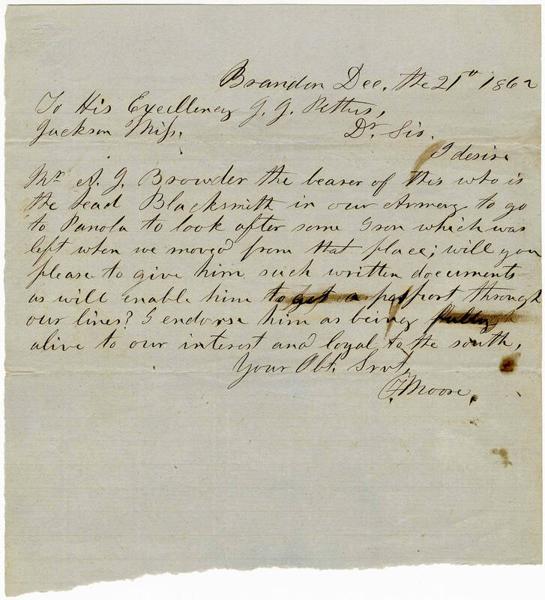 Brandon Dec. the 21st 1862
To His Excellency J. J. Pettus,
Jackson Miss. Dr. Sir.
I desire
Mr A. J. Browder the bearer of this who is
the head Blacksmith in our Armory to go
to Panola to look after some Iron which was
left when we moved from that place; will you
please to give him such written documents
as will enable him to get a passport through
our lines? I endorse him as being fully
alive to our interest and loyal to the south,
Your Obt. Srvt,
Moore.